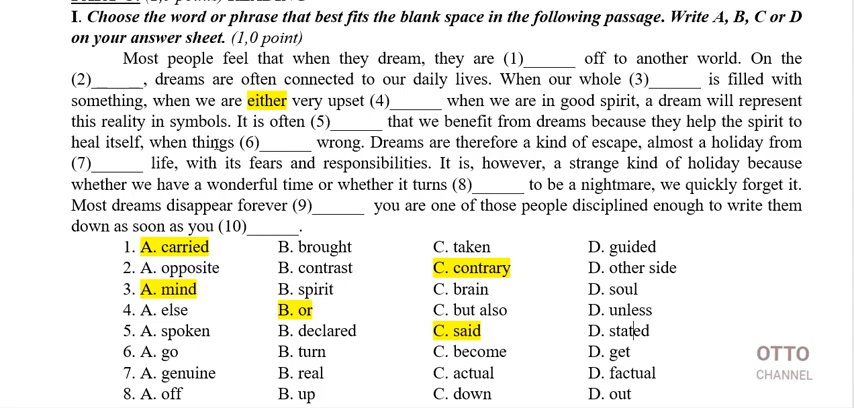 I. Choose the word or phrase that best fits the blank space in the following passage. Write A, B, C or D
on your answer sheet. (1,0 point)
Most people feel that when they dream, they are (1)______ off to another world. On the
(2)______, dreams are often connected to our daily lives. When our whole (3)______ is filled with
something, when we are either very upset (4)______ when we are in good spirit, a dream will represent
this reality in symbols. It is often (5)______ that we benefit from dreams because they help the spirit to
heal itself, when things (6)______ wrong. Dreams are therefore a kind of escape, almost a holiday from
(7)______ life, with its fears and responsibilities. It is, however, a strange kind of holiday because
whether we have a wonderful time or whether it turns (8)______ to be a nightmare, we quickly forget it.
Most dreams disappear forever (9)______ you are one of those people disciplined enough to write them
down as soon as you (10)______.
1. A. carried B. brought C. taken D. guided
2. A. opposite B. contrast C. contrary D. other side
3. A. mind B. spirit C. brain D. soul
4. A. else B. or C. but also D. unless
5. A. spoken B. declared C. said D. stated
6. A. go B. turn C. become D. get
7. A. genuine B. real C. actual D. factual
8. A. off B. up C. down D. out
OTTO
CHANNEL